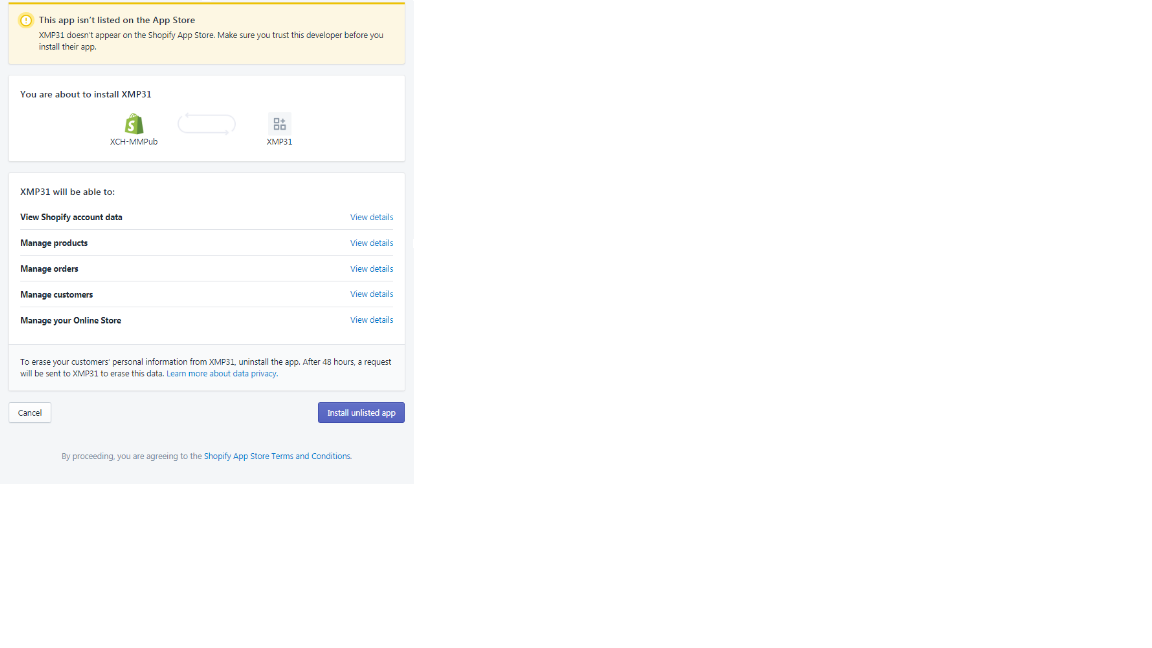 This app isn't listed on the App Store
XMP31 doesn't appear on the Shopify App Store. Make sure you trust this developer before you
install their app.
You are about to install XMP31
XCH-MMPub
XMP31
XMP31 will be able to:
View Shopify account data View details
Manage products View details
Manage orders View details
Manage customers View details
Manage your Online Store View details
To erase your customers' personal information from XMP31, uninstall the app. After 48 hours, a request
will be sent to XMP31 to erase this data. Learn more about data privacy.
Cancel
Install unlisted app
By proceeding, you are agreeing to the Shopify App Store Terms and Conditions.